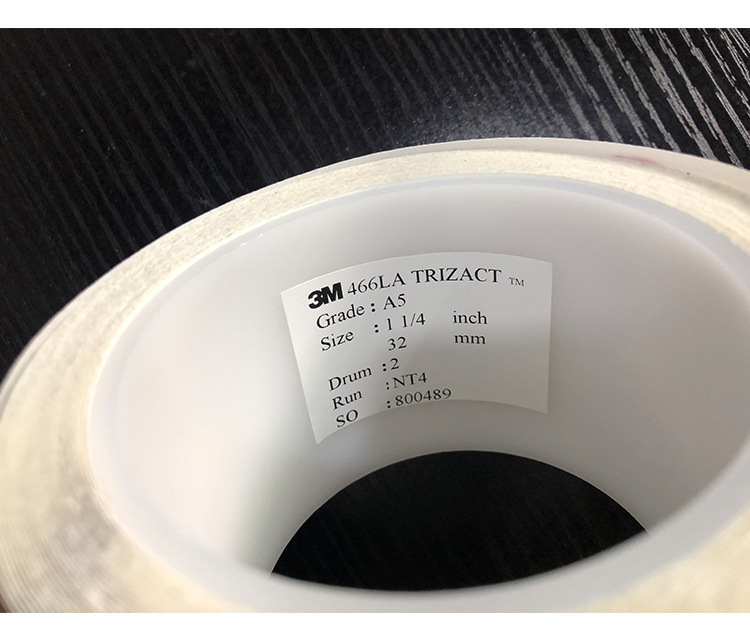 3M 466LA TRIZACT ™
Grade : A5
Size : 1 1/4 inch
32 mm
Drum : 2
Run : NT4
SO : 800489